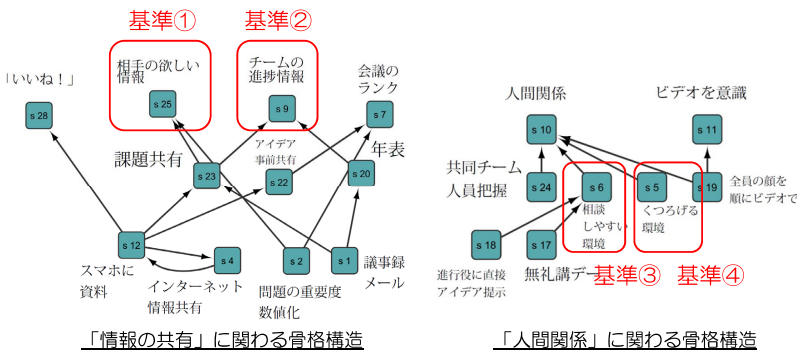 基準①
基準②
相手の欲しい
情報
チームの
進捗情報
会議の
ランク
「いいね！」
s 25
s 9
s 7
s 28
課題共有
アイデア
事前共有
年表
s 23
s 22
s 20
s 12
s 4
s 2
s 1
スマホに
資料
インターネット
情報共有
問題の重要度
数値化
議事録
メール
「情報の共有」に関わる骨格構造
人間関係
ビデオを意識
s 10
s 11
共同チーム
人員把握
s 24
s 6
s 5
s 19
全員の顔を
順にビデオで
相談
しやすい
環境
くつろげる
環境
s 18
s 17
進行役に直接
アイデア提示
無礼講デー
基準③
基準④
「人間関係」に関わる骨格構造